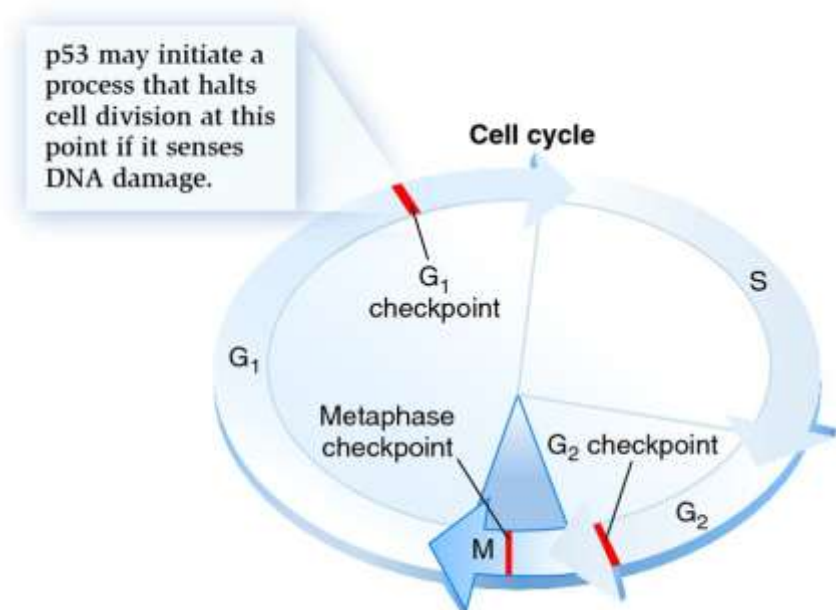 p53 may initiate a
process that halts
cell division at this
point if it senses
DNA damage.
Cell cycle
G₁
checkpoint
S
G₁
Metaphase
checkpoint
G₂ checkpoint
G₂
M